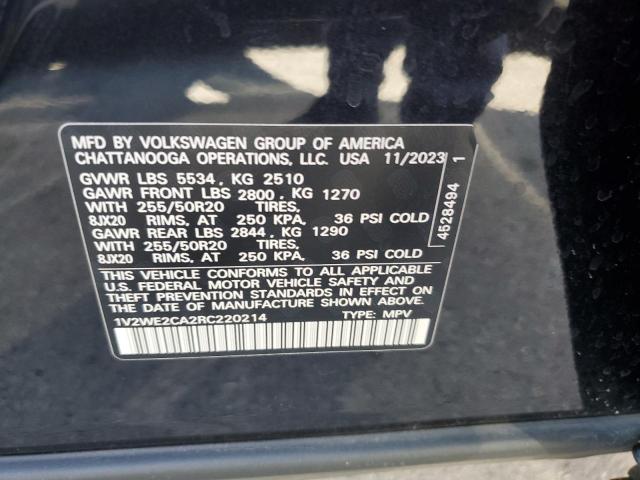 MFD BY VOLKSWAGEN GROUP OF AMERICA
CHATTANOOGA OPERATIONS, LLC. USA 11/2023
GVWR LBS 5534 , KG 2510
GAWR FRONT LBS 2800 , KG 1270
WITH 255/50R20 TIRES,
8JX20 RIMS, AT 250 KPA, 36 PSI COLD
GAWR REAR LBS 2844 , KG 1290
WITH 255/50R20 TIRES,
8JX20 RIMS, AT 250 KPA, 36 PSI COLD
THIS VEHICLE CONFORMS TO ALL APPLICABLE
U.S. FEDERAL MOTOR VEHICLE SAFETY AND
THEFT PREVENTION STANDARDS IN EFFECT ON
THE DATE OF MANUFACTURE SHOWN ABOVE.
1V2WE2CA2RC220214 TYPE: MPV
4528494 1